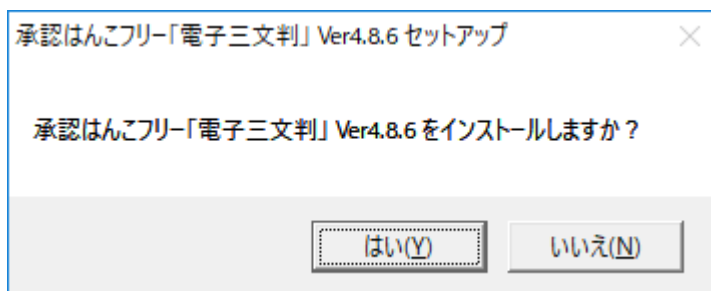 承認はんこフリー「電子三文判」 Ver4.8.6 セットアップ
承認はんこフリー「電子三文判」 Ver4.8.6 をインストールしますか？
はい(Y) いいえ(N)